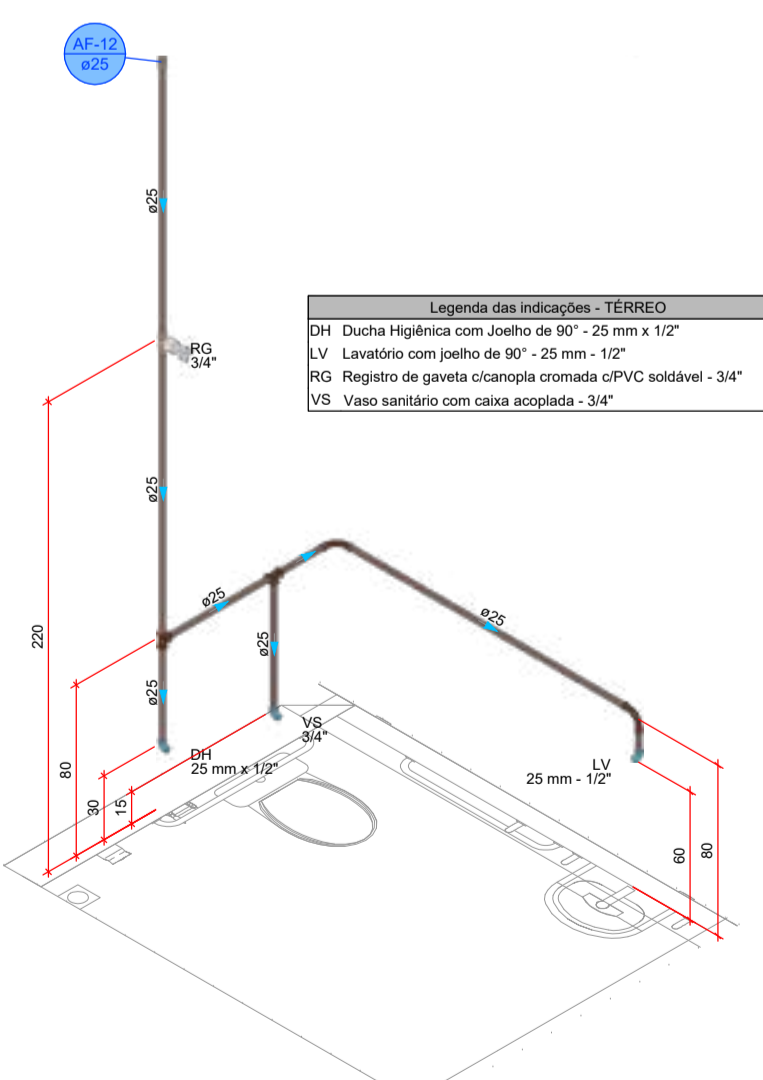 AF-12
ø25
ø25
RG
3/4"
Legenda das indicações - TÉRREO
DH Ducha Higiênica com Joelho de 90° - 25 mm x 1/2"
LV Lavatório com joelho de 90° - 25 mm - 1/2"
RG Registro de gaveta c/canopla cromada c/PVC soldável - 3/4"
VS Vaso sanitário com caixa acoplada - 3/4"
ø25
ø25
ø25
ø25
ø25
220
80
30
15
DH
25 mm x 1/2"
VS
3/4"
LV
25 mm - 1/2"
60
80